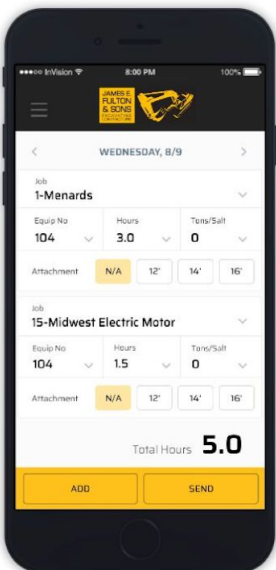 InVision 8:00 PM 100%
JAMES E.
FULTON
& SONS
EXCAVATING
CONTRACTORS
WEDNESDAY, 8/9
Job
1-Menards
Equip No Hours Tons/Salt
104 3.0 0
Attachment N/A 12' 14' 16'
Job
15-Midwest Electric Motor
Equip No Hours Tons/Salt
104 1.5 0
Attachment N/A 12' 14' 16'
Total Hours 5.0
ADD SEND